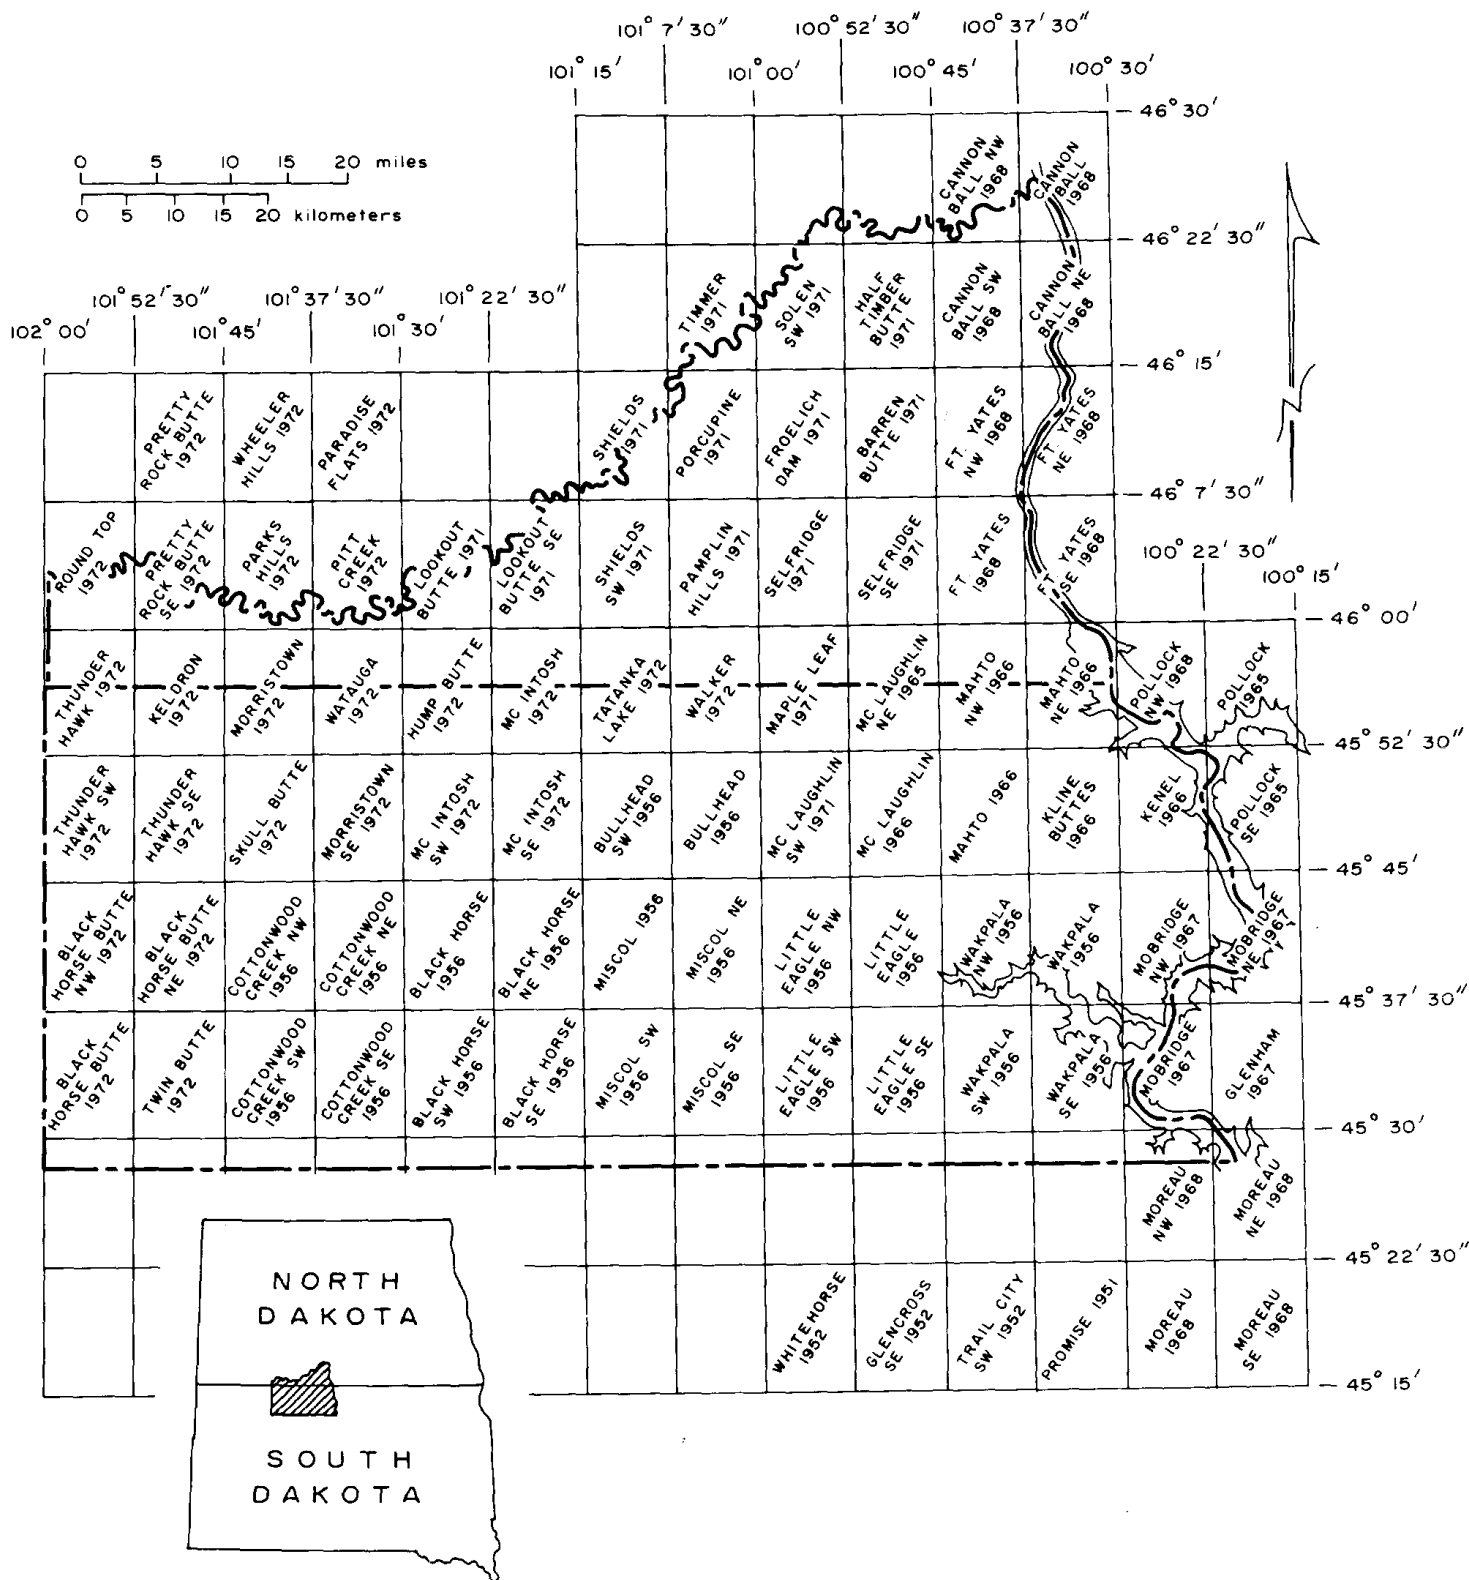 101° 7' 30"
100° 52' 30"
100° 37' 30"
101° 15'
101° 00'
100° 45'
100° 30'
46° 30'
0 5 10 15 20 miles
0 5 10 15 20 kilometers
CANNON
BALL NW
1968
CANNON
BALL
1968
46° 22' 30"
101° 52' 30"
101° 37' 30"
101° 22' 30"
102° 00'
101° 45'
101° 30'
TIMMER
1971
SOLEN
SW 1971
HALF
TIMBER
BUTTE
1971
CANNON
BALL SW
1968
CANNON
BALL NE
1968
46° 15'
PRETTY
ROCK BUTTE
1972
WHEELER
HILLS 1972
PARADISE
FLATS 1972
SHIELDS
1971
PORCUPINE
1971
FROELICH
DAM 1971
BARREN
BUTTE 1971
FT. YATES
NW 1968
FT. YATES
NE 1968
46° 7' 30"
ROUND TOP
1972
PRETTY
ROCK BUTTE
SE 1972
PARKS
HILLS
1972
PITT
CREEK
1972
LOOKOUT
BUTTE 1971
LOOKOUT
BUTTE SE
1971
SHIELDS
SW 1971
PAMPLIN
HILLS 1971
SELFRIDGE
1971
SELFRIDGE
SE 1971
FT. YATES
1968
FT. YATES
SE 1968
100° 22' 30"
100° 15'
46° 00'
THUNDER
HAWK 1972
KELDRON
1972
MORRISTOWN
1972
WATAUGA
1972
HUMP BUTTE
1972
MC INTOSH
1972
TATANKA
LAKE 1972
WALKER
1972
MAPLE LEAF
1971
MC LAUGHLIN
NE 1965
MAHTO
NW 1966
MAHTO
NE 1966
POLLOCK
NW 1968
POLLOCK
1965
45° 52' 30"
THUNDER
HAWK SW
1972
THUNDER
HAWK SE
1972
SKULL BUTTE
1972
MORRISTOWN
SE 1972
MC INTOSH
SW 1972
MC INTOSH
SE 1972
BULLHEAD
SW 1956
BULLHEAD
1956
MC LAUGHLIN
SW 1971
MC LAUGHLIN
1966
MAHTO 1966
KLINE
BUTTES
1966
KENEL
1966
POLLOCK
SE 1965
45° 45'
BLACK
HORSE BUTTE
NW 1972
BLACK
HORSE BUTTE
NE 1972
COTTONWOOD
CREEK NW
1956
COTTONWOOD
CREEK NE
1956
BLACK HORSE
1956
BLACK HORSE
NE 1956
MISCOL 1956
MISCOL NE
1956
LITTLE
EAGLE NW
1956
LITTLE
EAGLE
1956
WAKPALA
NW 1956
WAKPALA
1956
MOBRIDGE
NW 1967
MOBRIDGE
NE 1967
45° 37' 30"
BLACK
HORSE BUTTE
1972
TWIN BUTTE
1972
COTTONWOOD
CREEK SW
1956
COTTONWOOD
CREEK SE
1956
BLACK HORSE
SW 1956
BLACK HORSE
SE 1956
MISCOL SW
1956
MISCOL SE
1956
LITTLE
EAGLE SW
1956
LITTLE
EAGLE SE
1956
WAKPALA
SW 1956
WAKPALA
SE 1956
MOBRIDGE
1967
GLENHAM
1967
45° 30'
MOREAU
NW 1968
MOREAU
NE 1968
45° 22' 30"
WHITEHORSE
1952
GLENCROSS
SE 1952
TRAIL CITY
SW 1952
PROMISE 1951
MOREAU
1968
MOREAU
SE 1968
45° 15'
NORTH
DAKOTA
SOUTH
DAKOTA